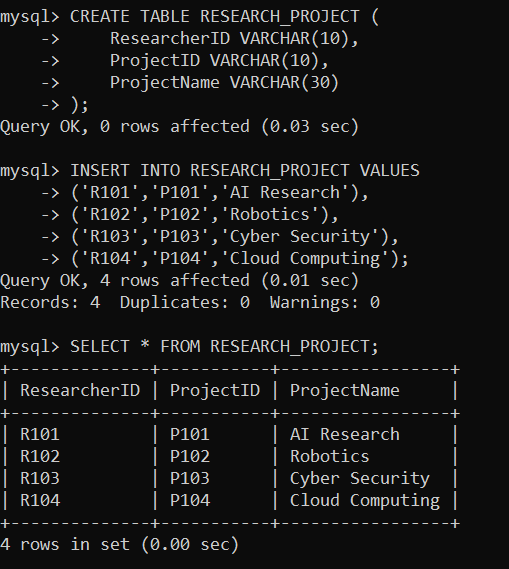 mysql> CREATE TABLE RESEARCH_PROJECT (
    ->     ResearcherID VARCHAR(10),
    ->     ProjectID VARCHAR(10),
    ->     ProjectName VARCHAR(30)
    -> );
Query OK, 0 rows affected (0.03 sec)

mysql> INSERT INTO RESEARCH_PROJECT VALUES
    -> ('R101','P101','AI Research'),
    -> ('R102','P102','Robotics'),
    -> ('R103','P103','Cyber Security'),
    -> ('R104','P104','Cloud Computing');
Query OK, 4 rows affected (0.01 sec)
Records: 4  Duplicates: 0  Warnings: 0

mysql> SELECT * FROM RESEARCH_PROJECT;
+--------------+-----------+-----------------+
| ResearcherID | ProjectID | ProjectName     |
+--------------+-----------+-----------------+
| R101         | P101      | AI Research     |
| R102         | P102      | Robotics        |
| R103         | P103      | Cyber Security  |
| R104         | P104      | Cloud Computing |
+--------------+-----------+-----------------+
4 rows in set (0.00 sec)